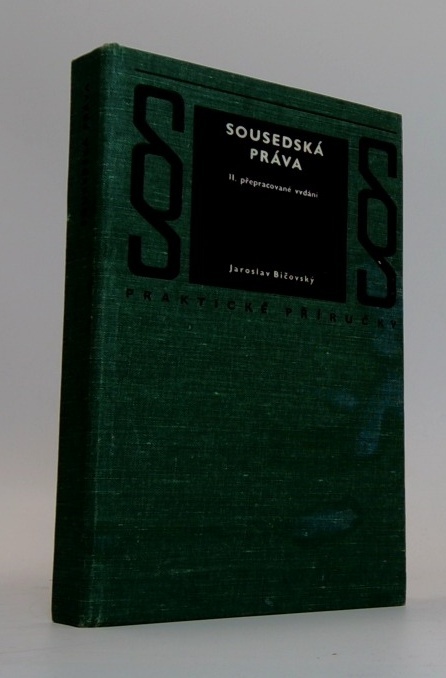 SOUSEDSKÁ
PRÁVA
II. přepracované vydání
Jaroslav Bičovský
§ §
PRAKTICKÉ PŘÍRUČKY